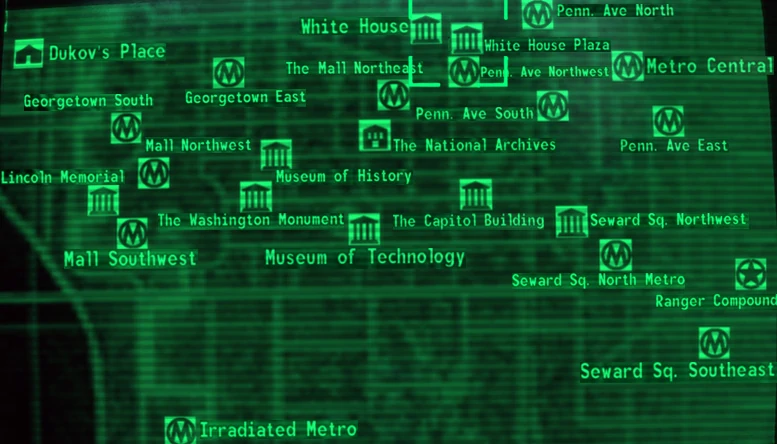 Penn. Ave North
White House
White House Plaza
Dukov's Place
The Mall Northeast
Penn. Ave Northwest
Metro Central
Georgetown South
Georgetown East
Penn. Ave South
Mall Northwest
The National Archives
Penn. Ave East
Lincoln Memorial
Museum of History
The Washington Monument
The Capitol Building
Seward Sq. Northwest
Mall Southwest
Museum of Technology
Seward Sq. North Metro
Ranger Compound
Seward Sq. Southeast
Irradiated Metro